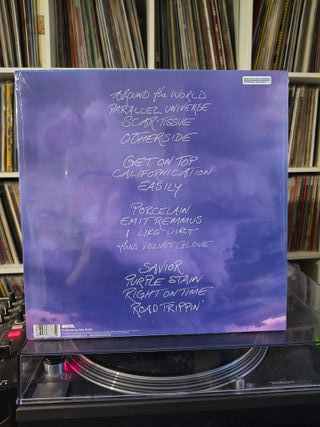 AROUND the WORLD
PARALLEL UNIVERSE
SCAR TISSUE
OTHERSIDE
GET ON TOP
CALIFORNICATION
EASILY
PORCELAIN
EMIT REMMUS
I LIKE DIRT
THIS VELVET GLOVE
SAVIOR
PURPLE STAIN
RIGHT ON TIME
ROAD TRIPPIN'